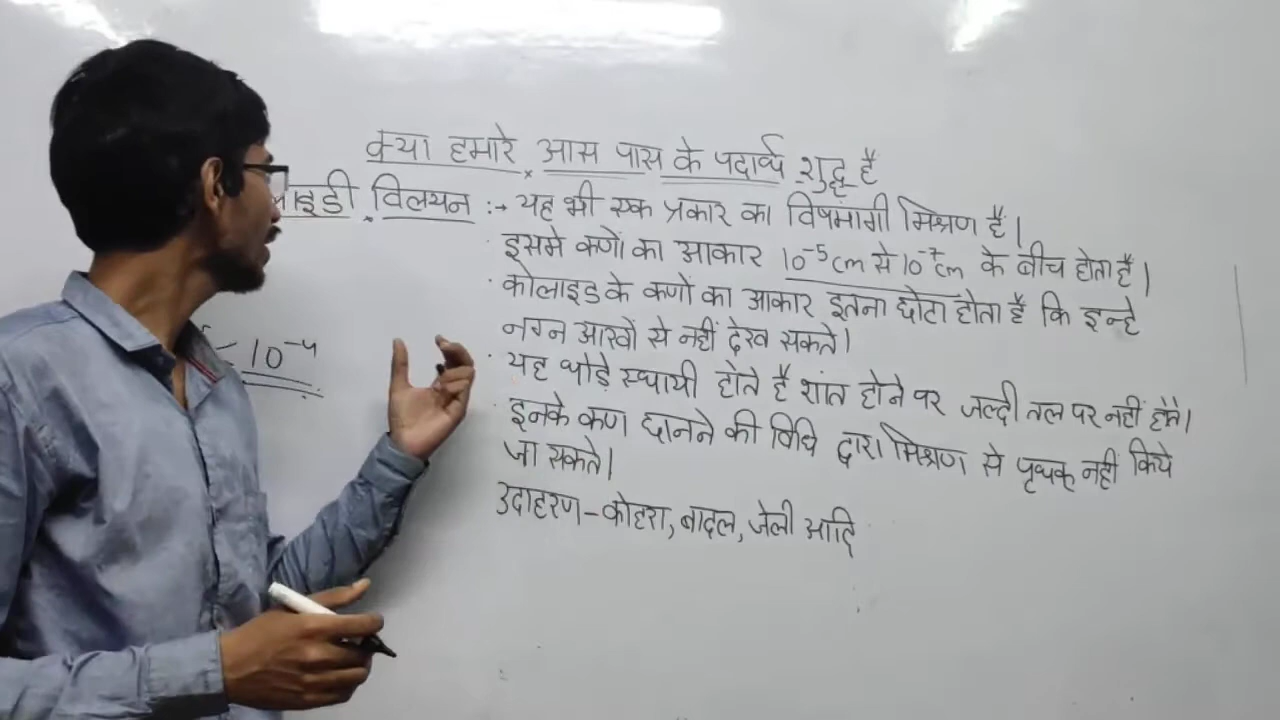 क्या हमारे आस पास के पदार्थ शुद्ध है
लाइडी विलयन :→ यह भी एक प्रकार का विषमांगी मिश्रण है।
· इसमे कणों का आकार 10⁻⁵cm से 10⁻⁷cm के बीच होता है।
· कोलाइड के कणों का आकार इतना छोटा होता है कि इन्हे
नग्न आखों से नहीं देख सकते।
· यह थोड़े स्थायी होते है शांत होने पर जल्दी तल पर नहीं
· इनके कण छानने की विधि द्वारा मिश्रण से पृथक् नहीं किये
जा सकते।
उदाहरण – कोहरा, बादल, जेली आदि
10⁻⁴